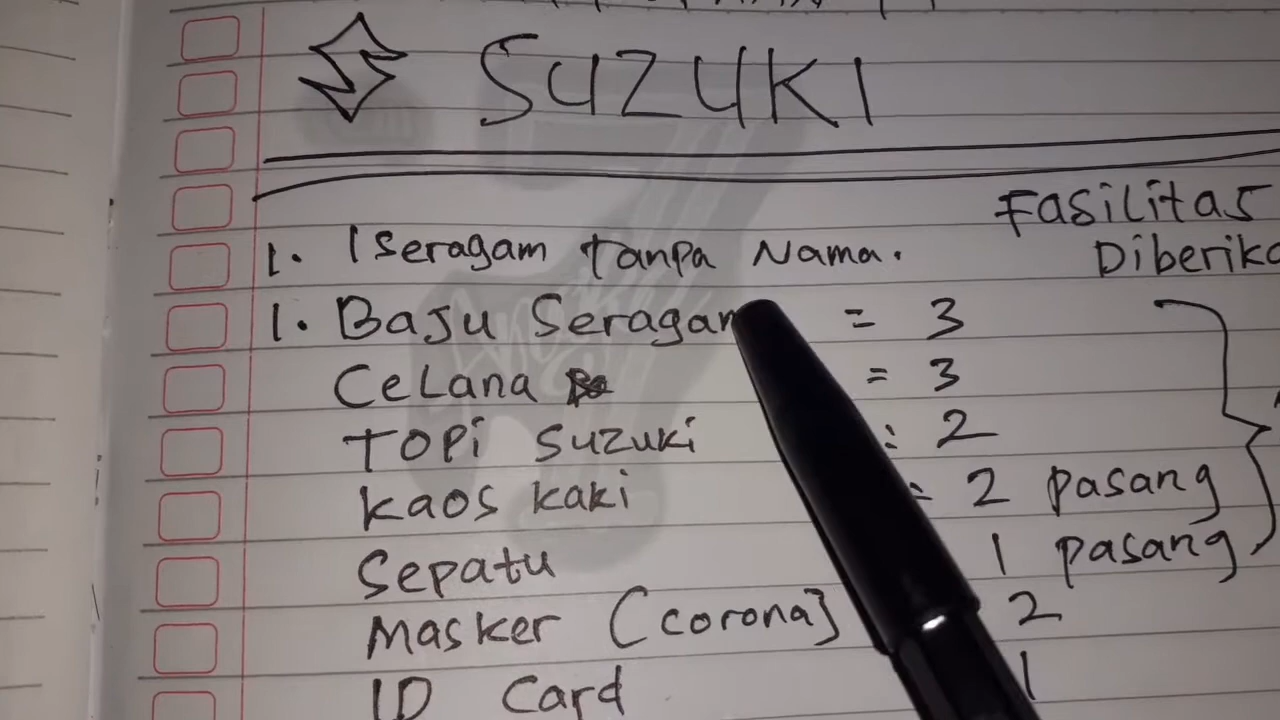 SUZUKI
Fasilitas
1. 1 seragam tanpa Nama.
Diberika
1. Baju Seragam = 3
Celana = 3
Topi Suzuki : 2
Kaos kaki = 2 pasang
Sepatu 1 pasang
Masker (corona) 2
ID Card 1